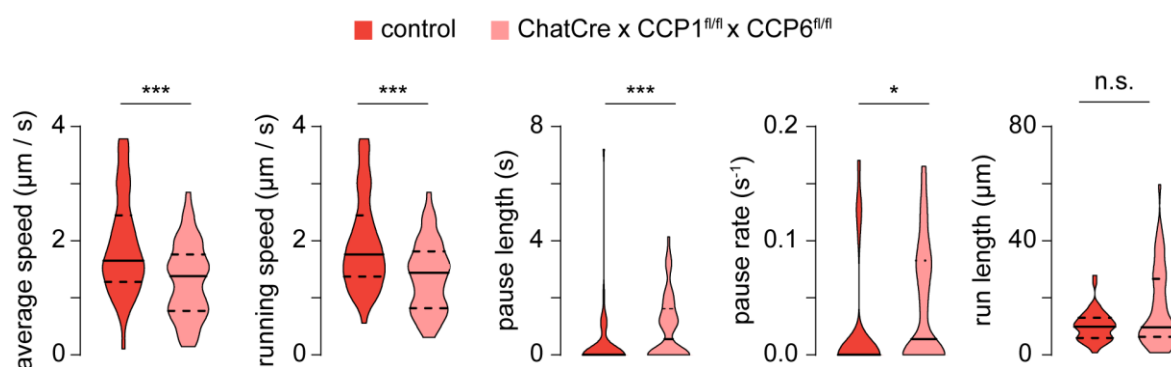 control ChatCre x CCP1fl/fl x CCP6fl/fl
*** *** *** * n.s.
average speed (µm / s)
4
2
0
running speed (µm / s)
4
2
0
pause length (s)
8
4
0
pause rate (s-1)
0.2
0.1
0.0
run length (µm)
80
40
0